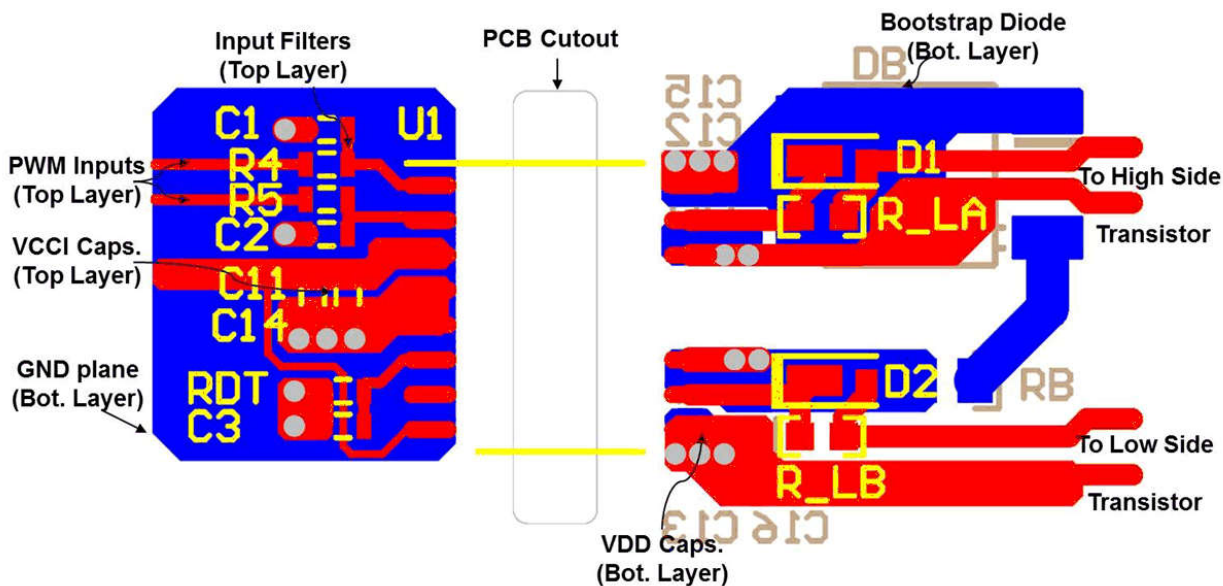 Input Filters
(Top Layer)
PCB Cutout
Bootstrap Diode
(Bot. Layer)
DB
C15
C12
C1
U1
PWM Inputs
(Top Layer)
R4
R5
C2
D1
To High Side
R_LA
Transistor
VCCI Caps.
(Top Layer)
C11
C14
GND plane
(Bot. Layer)
RDT
C3
D2
RB
To Low Side
R_LB
Transistor
C13 C16 C16
VDD Caps.
(Bot. Layer)